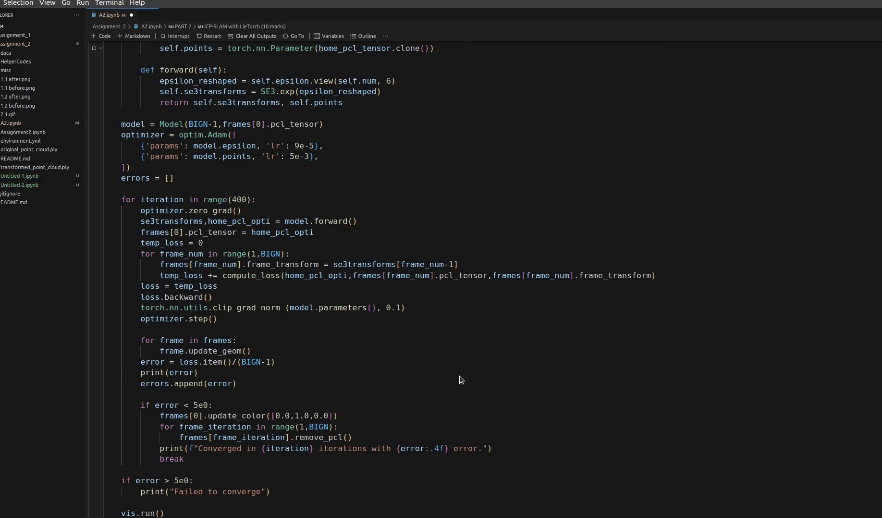 Selection View Go Run Terminal Help
LORER ···
A2.ipynb M ●
Assignment_2 > A2.ipynb > PART 2 > ICP-SLAM with LieTorch (10 marks)
+ Code + Markdown | Interrupt Restart Clear All Outputs Go To | Variables Outline ···
ssignment_1
ssignment_2
data
HelperCodes
misc
1.1 after.png
1.1 before.png
1.2 after.png
1.2 before.png
2-1.gif
A2.ipynb M
Assignment2.ipynb
environment.yml
original_point_cloud.ply
README.md
transformed_point_cloud.ply
Untitled-1.ipynb U
Untitled-2.ipynb U
gitignore
EADME.md
self.points = torch.nn.Parameter(home_pcl_tensor.clone())
def forward(self):
epsilon_reshaped = self.epsilon.view(self.num, 6)
self.se3transforms = SE3.exp(epsilon_reshaped)
return self.se3transforms, self.points
model = Model(BIGN-1,frames[0].pcl_tensor)
optimizer = optim.Adam([
{'params': model.epsilon, 'lr': 9e-5},
{'params': model.points, 'lr': 5e-3},
])
errors = []
for iteration in range(400):
optimizer.zero_grad()
se3transforms,home_pcl_opti = model.forward()
frames[0].pcl_tensor = home_pcl_opti
temp_loss = 0
for frame_num in range(1,BIGN):
frames[frame_num].frame_transform = se3transforms[frame_num-1]
temp_loss += compute_loss(home_pcl_opti,frames[frame_num].pcl_tensor,frames[frame_num].frame_transform)
loss = temp_loss
loss.backward()
torch.nn.utils.clip_grad_norm_(model.parameters(), 0.1)
optimizer.step()
for frame in frames:
frame.update_geom()
error = loss.item()/(BIGN-1)
print(error)
errors.append(error)
if error < 5e0:
frames[0].update_color([0.0,1.0,0.0])
for frame_iteration in range(1,BIGN):
frames[frame_iteration].remove_pcl()
print(f"Converged in {iteration} iterations with {error:.4f} error.")
break
if error > 5e0:
print("Failed to converge")
vis.run()